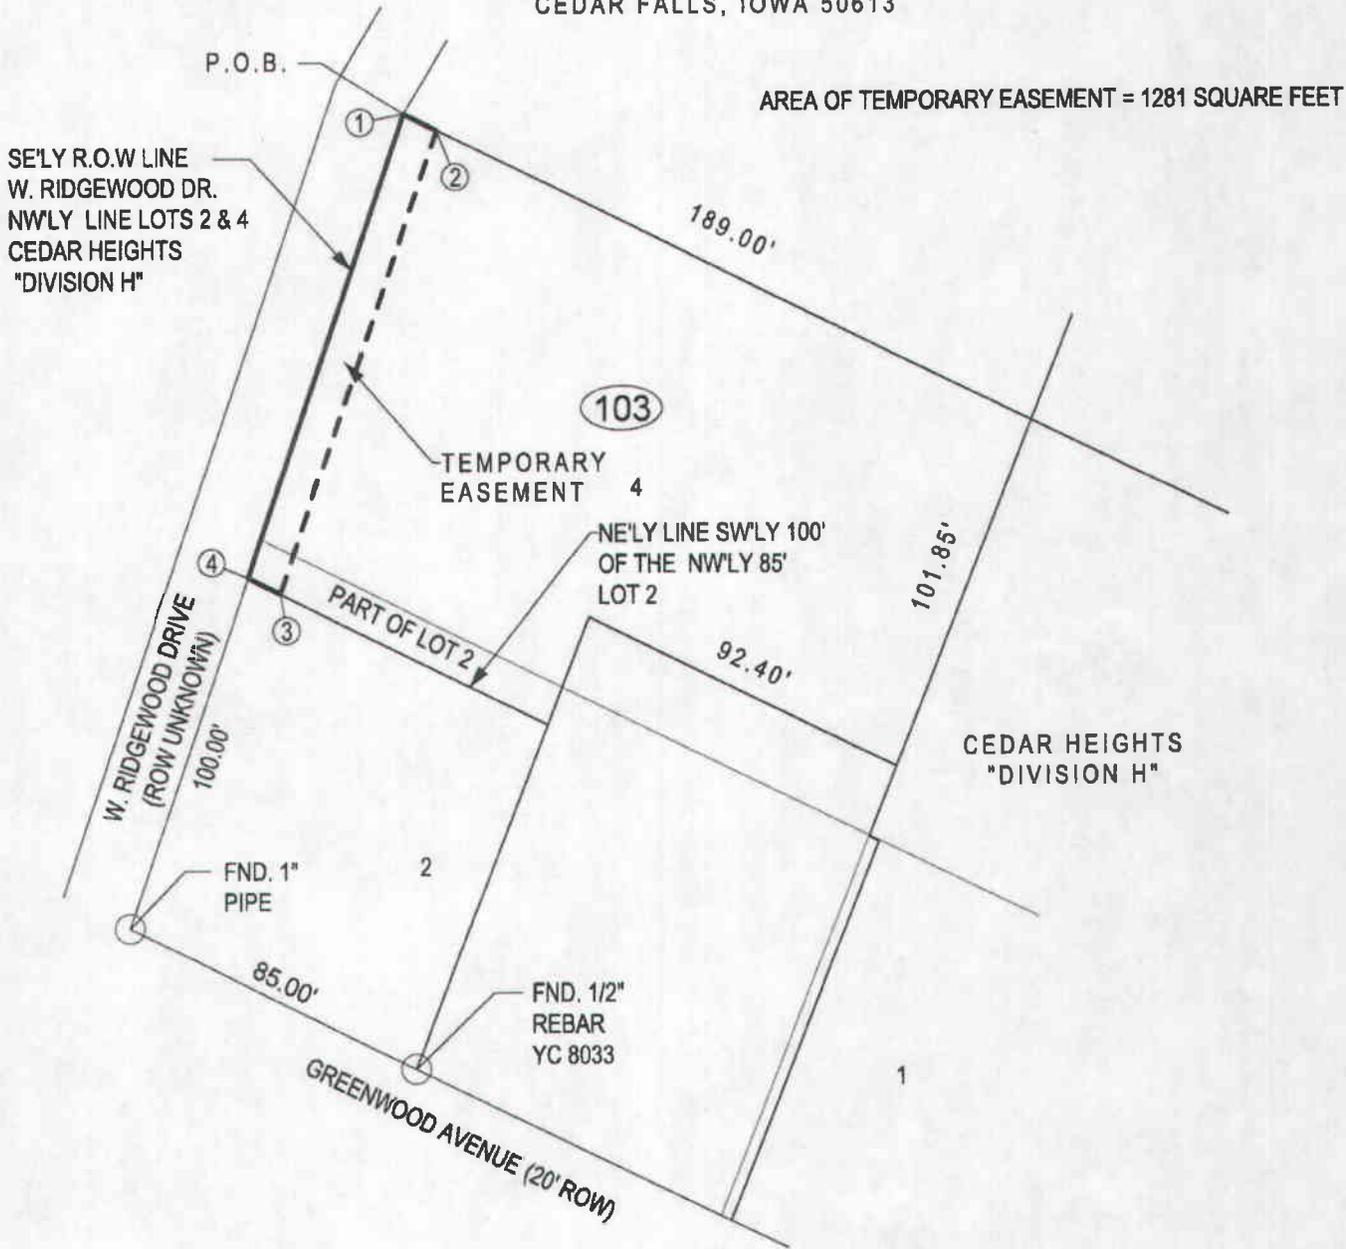 CEDAR FALLS, IOWA 50613
P.O.B.
AREA OF TEMPORARY EASEMENT = 1281 SQUARE FEET
1
SE'LY R.O.W LINE
W. RIDGEWOOD DR.
NW'LY LINE LOTS 2 & 4
CEDAR HEIGHTS
"DIVISION H"
2
189.00'
103
TEMPORARY
EASEMENT
4
NE'LY LINE SW'LY 100'
OF THE NW'LY 85'
LOT 2
101.85'
4
3
PART OF LOT 2
92.40'
W. RIDGEWOOD DRIVE
(ROW UNKNOWN)
100.00'
CEDAR HEIGHTS
"DIVISION H"
FND. 1"
PIPE
2
85.00'
FND. 1/2"
REBAR
YC 8033
1
GREENWOOD AVENUE (20' ROW)